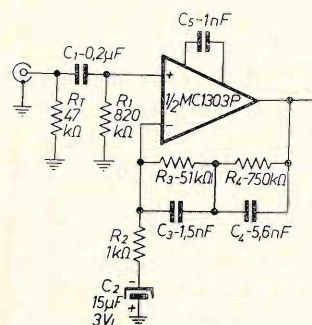 C5-1nF
C1-0,2µF
+
1/2MC1303P
−
RT
47
kΩ
R1
820
kΩ
R3-51kΩ
R4-750kΩ
C3-1,5nF
C4-5,6nF
R2
1kΩ
−
C2
15µF
3V
+